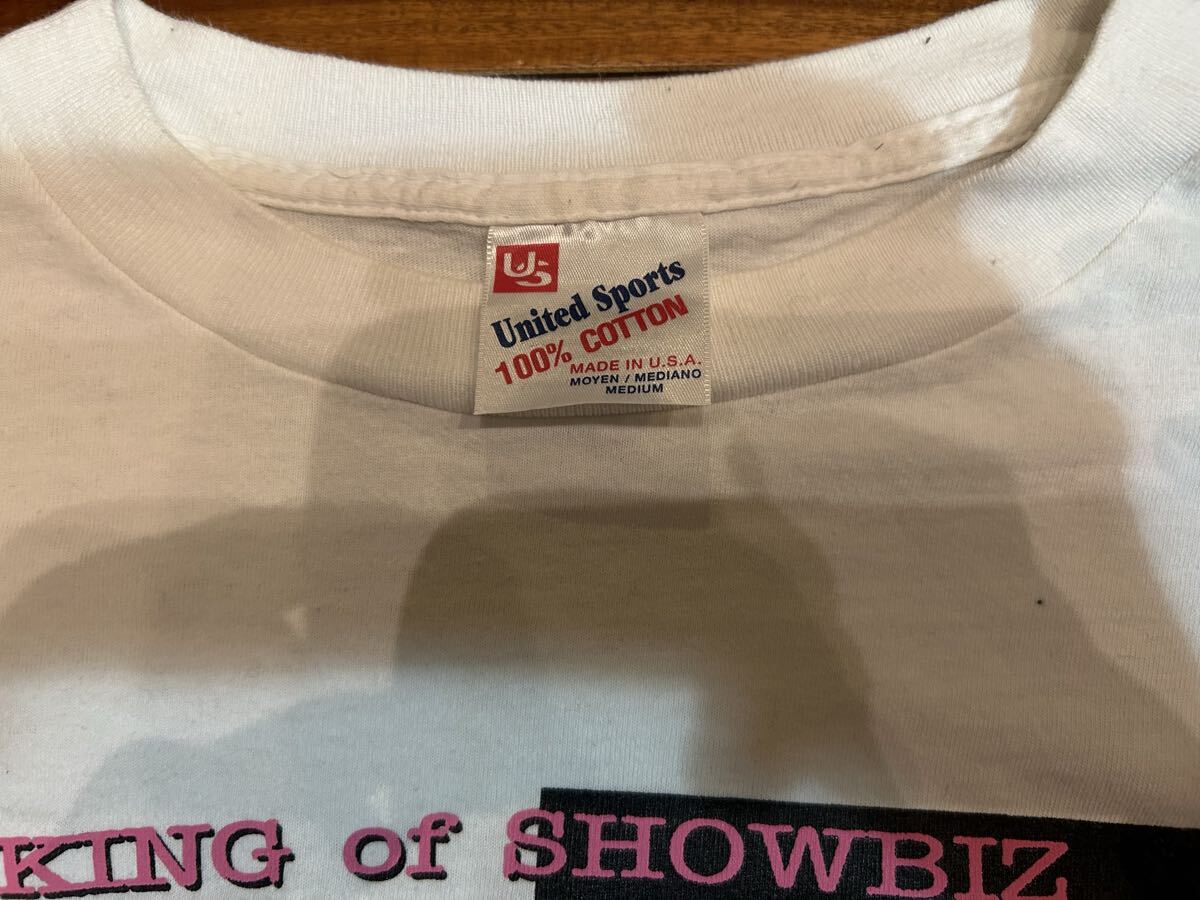 US
United Sports
100% COTTON
MADE IN U.S.A.
MOYEN / MEDIANO
MEDIUM
KING of SHOWBIZ